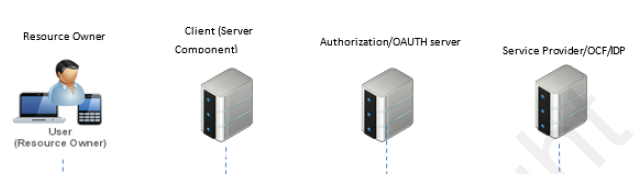 Resource Owner
Client (Server
Component)
Authorization/OAUTH server
Service Provider/OCF/IDP
User
(Resource Owner)